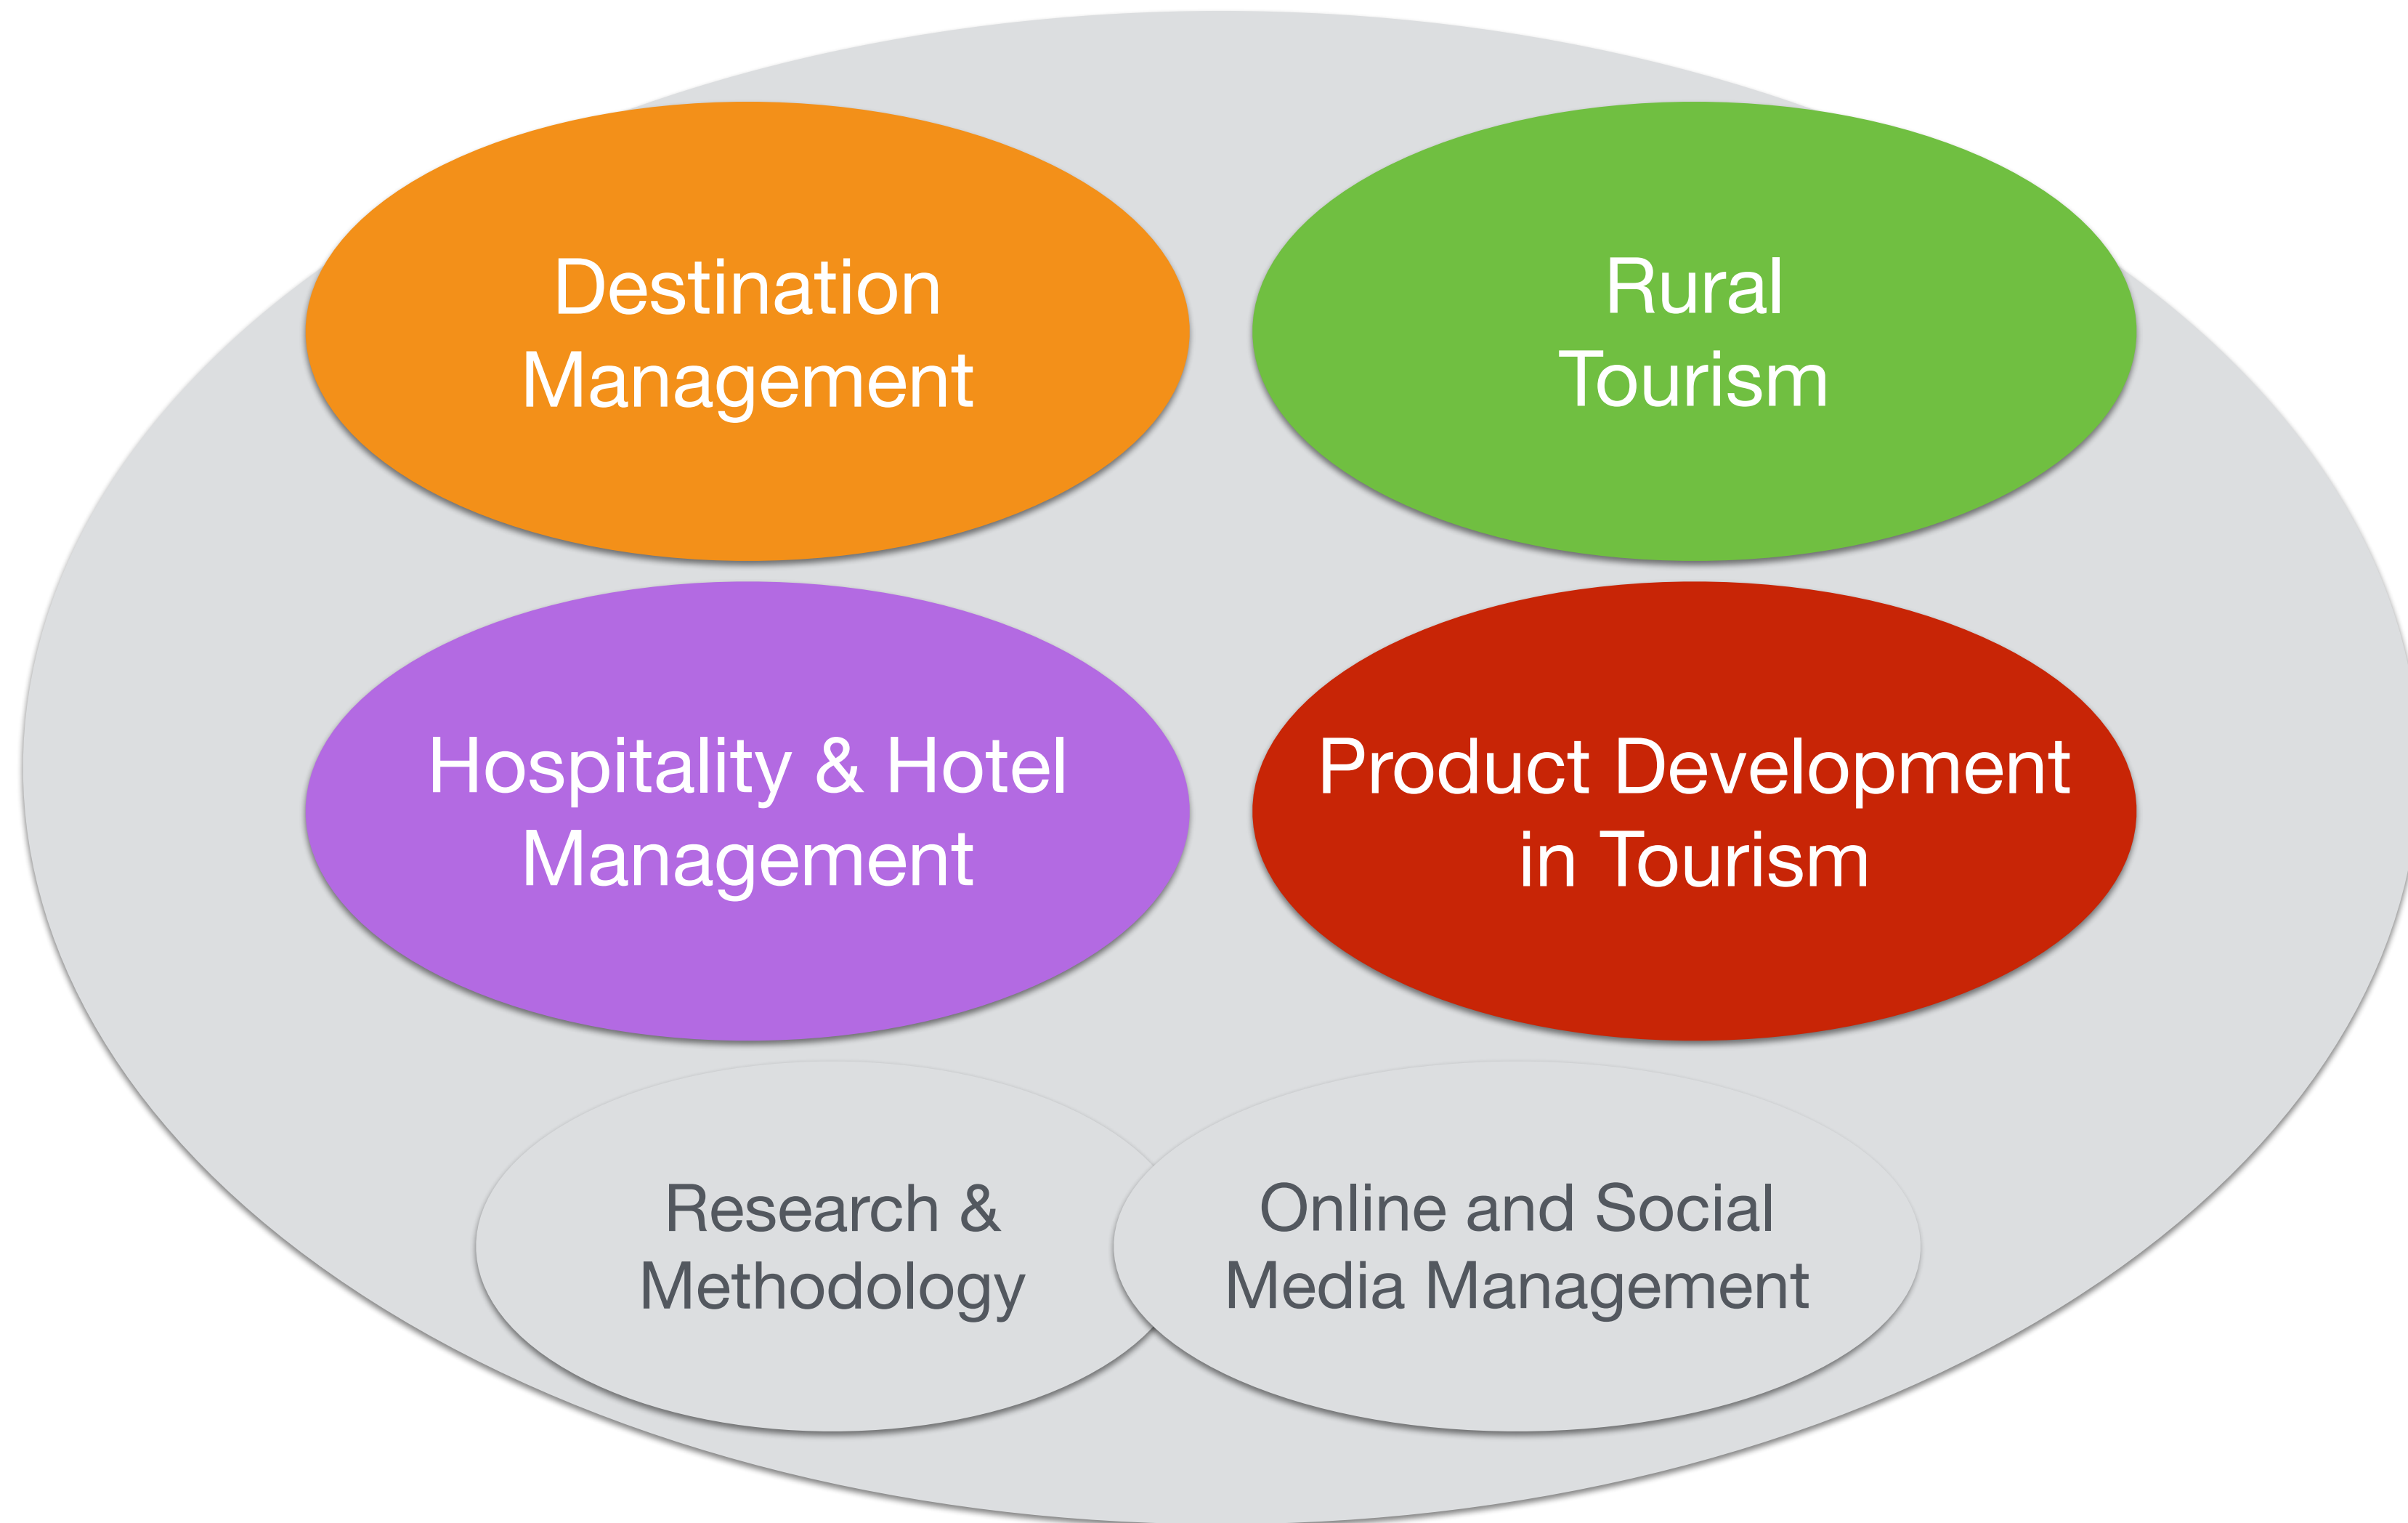 Destination
Management
Rural
Tourism
Hospitality & Hotel
Management
Product Development
in Tourism
Research &
Methodology
Online and Social
Media Management